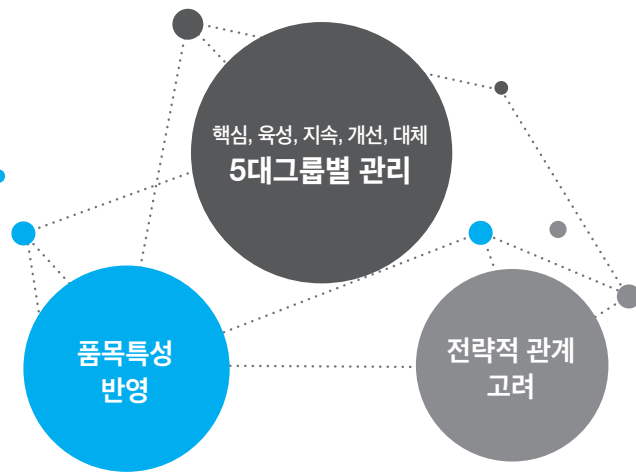 핵심, 육성, 지속, 개선, 대체
5대그룹별 관리
품목특성
반영
전략적 관계
고려